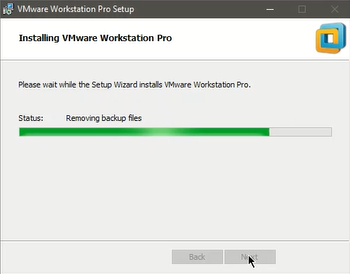 VMware Workstation Pro Setup
Installing VMware Workstation Pro
Please wait while the Setup Wizard installs VMware Workstation Pro.
Status: Removing backup files
Back Next